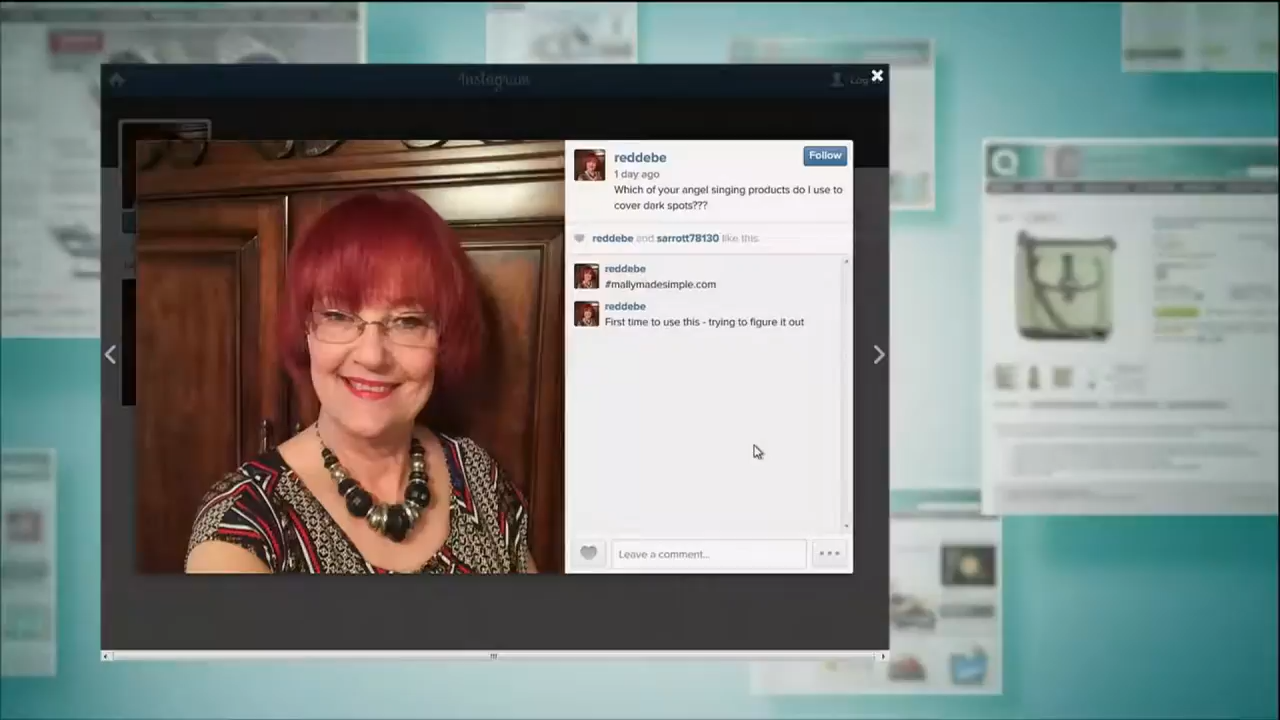 Instagram
Log
reddebe
Follow
1 day ago
Which of your angel singing products do I use to
cover dark spots???
reddebe and sarrott78130 like this.
reddebe
#mallymadesimple.com
reddebe
First time to use this - trying to figure it out
Leave a comment...